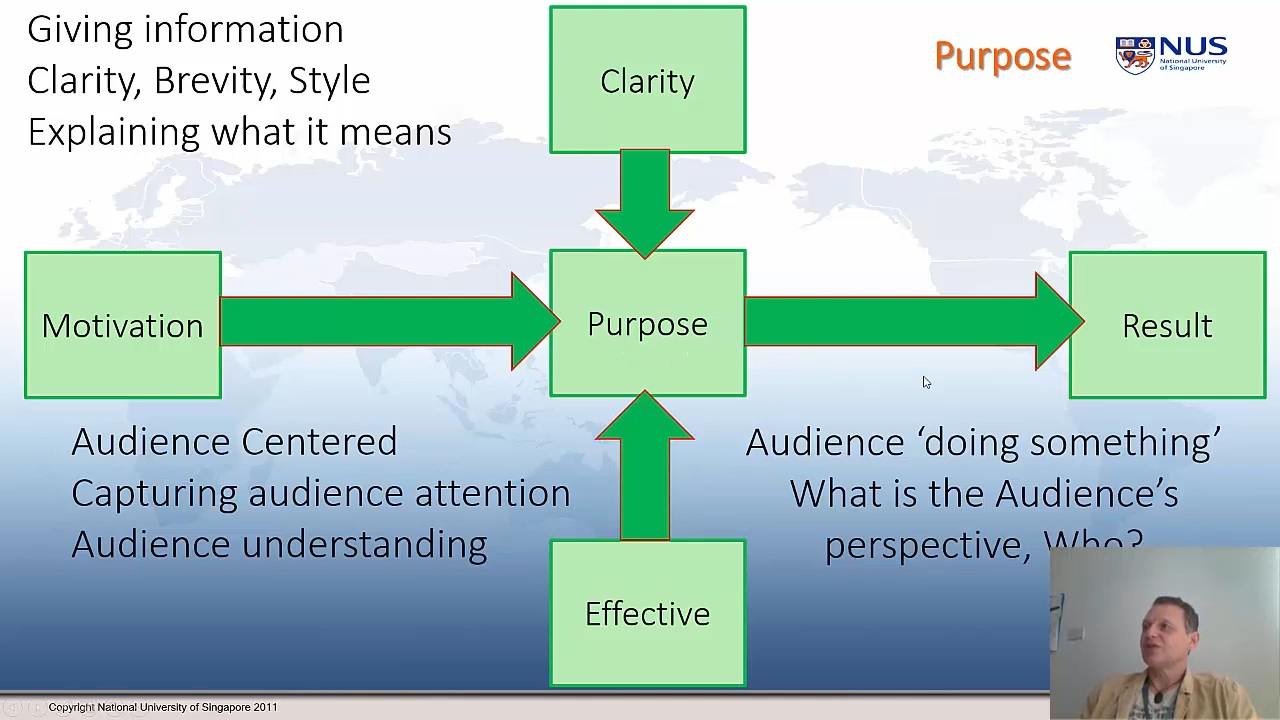 Giving information
Clarity, Brevity, Style
Explaining what it means
Clarity
Purpose
NUS
National University
of Singapore
Motivation
Purpose
Result
Audience Centered
Capturing audience attention
Audience understanding
Audience ‘doing something’
What is the Audience’s
perspective, Who?
Effective
Copyright National University of Singapore 2011